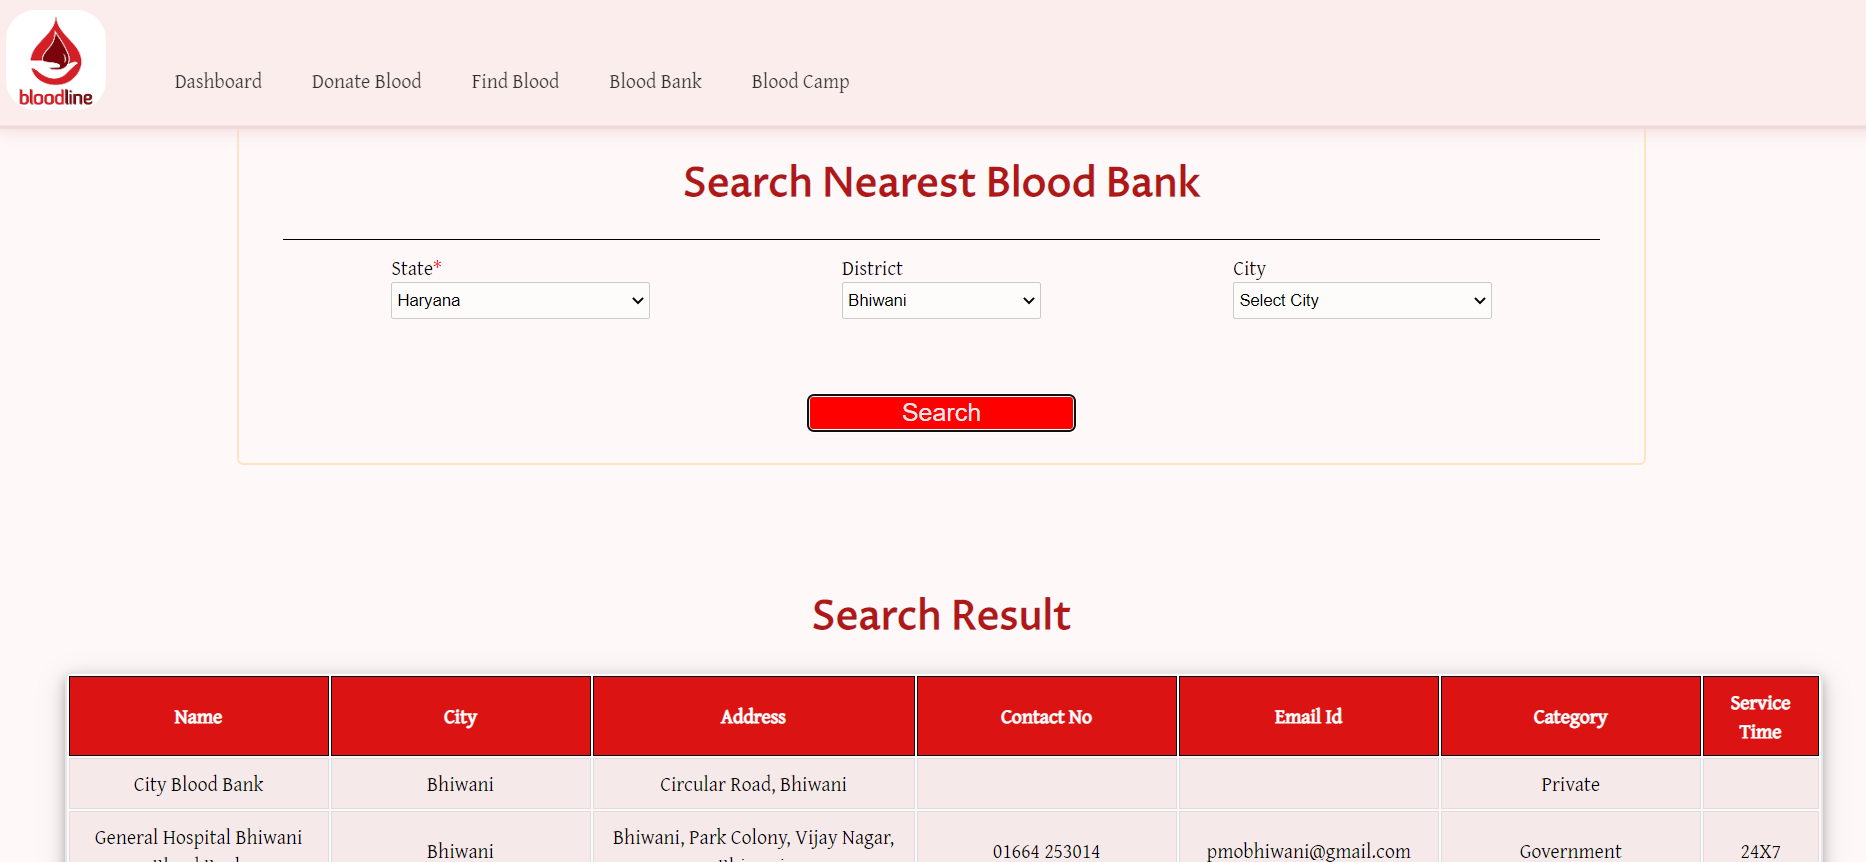 bloodline
Dashboard
Donate Blood
Find Blood
Blood Bank
Blood Camp
Search Nearest Blood Bank
State*
District
City
Haryana
Bhiwani
Select City
Search
Search Result
Name
City
Address
Contact No
Email Id
Category
Service
Time
City Blood Bank
Bhiwani
Circular Road, Bhiwani
Private
General Hospital Bhiwani
Bhiwani
Bhiwani, Park Colony, Vijay Nagar,
01664 253014
pmobhiwani@gmail.com
Government
24X7